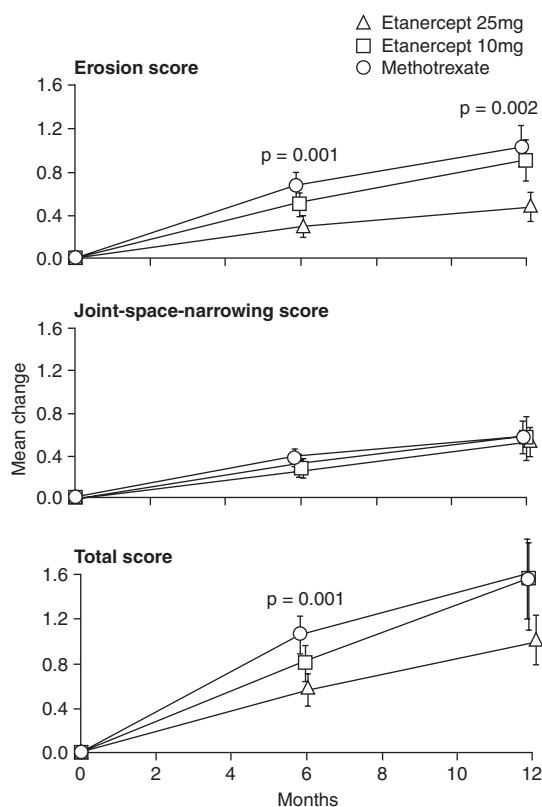 Etanercept 25mg
Etanercept 10mg
Methotrexate
Erosion score
1.6
1.2
0.8
0.4
0.0
p = 0.001
p = 0.002
Joint-space-narrowing score
1.6
1.2
0.8
0.4
0.0
Mean change
Total score
1.6
1.2
0.8
0.4
0.0
p = 0.001
0 2 4 6 8 10 12
Months